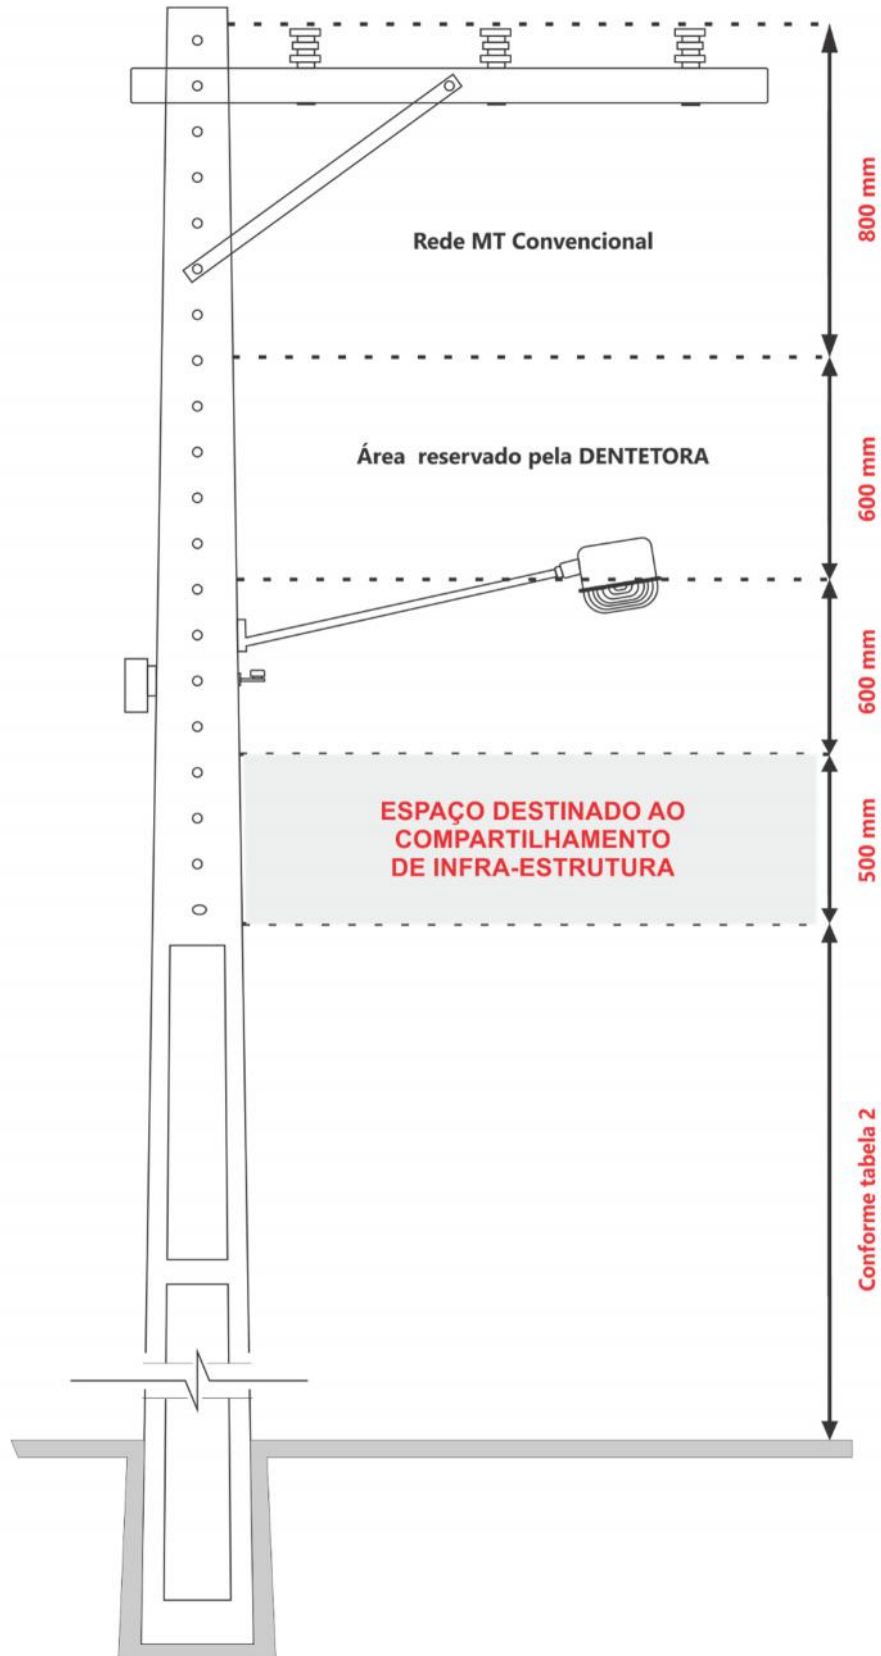 800 mm
Rede MT Convencional
Área reservado pela DENTETORA
600 mm
600 mm
ESPAÇO DESTINADO AO
COMPARTILHAMENTO
DE INFRA-ESTRUTURA
500 mm
Conforme tabela 2